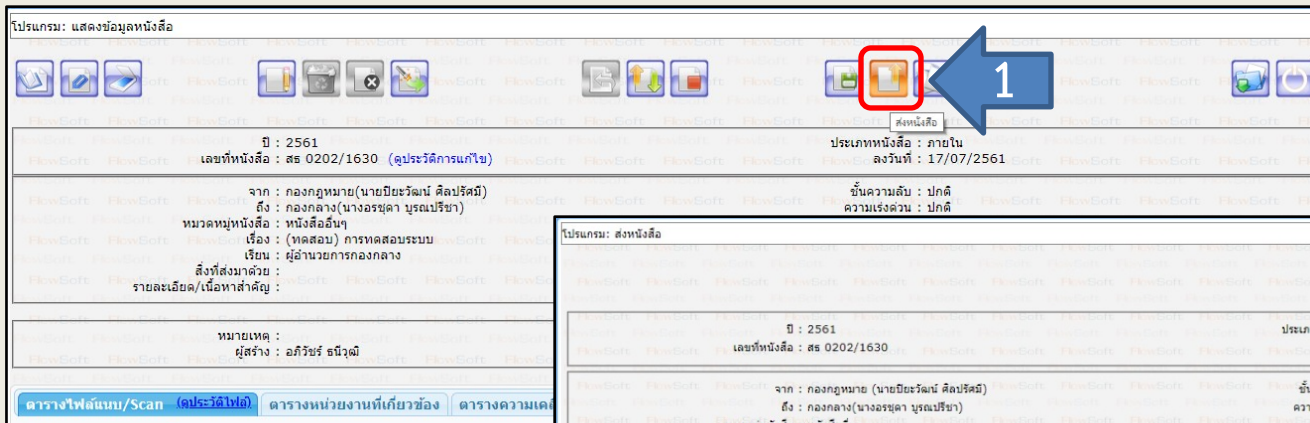 โปรแกรม: แสดงข้อมูลหนังสือ
1
ส่งหนังสือ
ปี : 2561
ประเภทหนังสือ : ภายใน
เลขที่หนังสือ : สธ 0202/1630 (ดูประวัติการแก้ไข)
ลงวันที่ : 17/07/2561
จาก : กองกฎหมาย(นายปิยะวัฒน์ ศิลปรัศมี)
ชั้นความลับ : ปกติ
ถึง : กองกลาง(นางอรชุดา บูรณปรีชา)
ความเร่งด่วน : ปกติ
หมวดหมู่หนังสือ : หนังสืออื่นๆ
เรื่อง : (ทดสอบ) การทดสอบระบบ
เรียน : ผู้อำนวยการกองกลาง
สิ่งที่ส่งมาด้วย :
รายละเอียด/เนื้อหาสำคัญ :
หมายเหตุ :
ผู้สร้าง : อภิวัชร์ ธนีวุฒิ
ตารางไฟล์แนบ/Scan (ดูประวัติไฟล์)
ตารางหน่วยงานที่เกี่ยวข้อง
โปรแกรม: ส่งหนังสือ
ปี : 2561
เลขที่หนังสือ : สธ 0202/1630
จาก : กองกฎหมาย (นายปิยะวัฒน์ ศิลปรัศมี)
ถึง : กองกลาง(นางอรชุดา บูรณปรีชา)